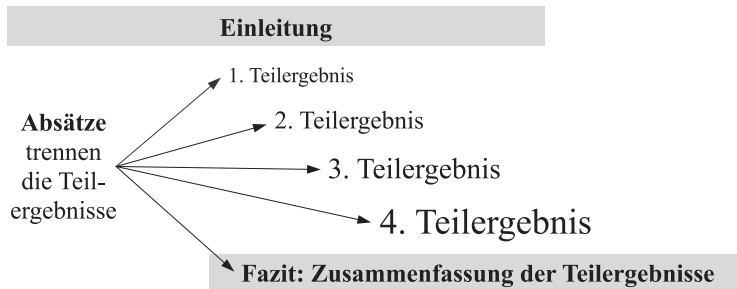 Einleitung
1. Teilergebnis
2. Teilergebnis
Absätze
trennen
die Teil-
ergebnisse
3. Teilergebnis
4. Teilergebnis
Fazit: Zusammenfassung der Teilergebnisse